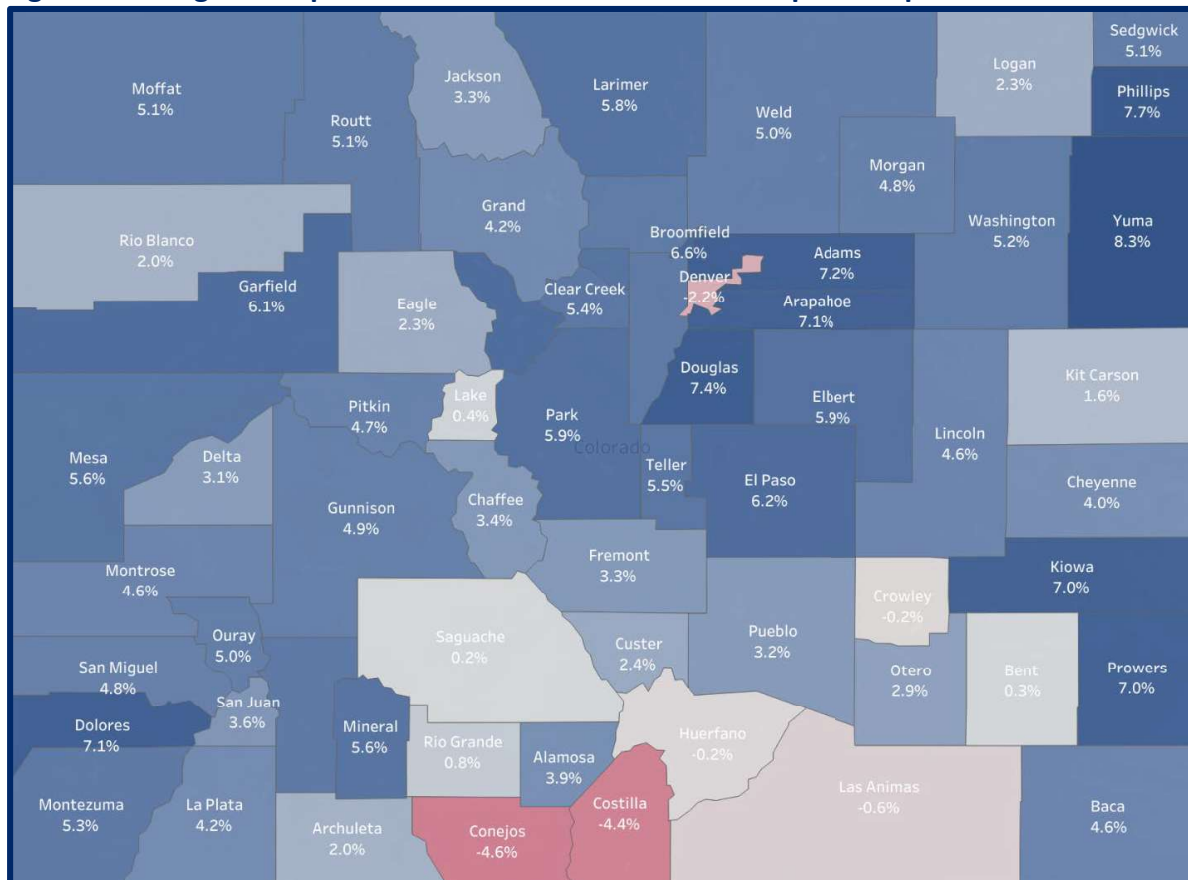 Moffat
5.1%
Jackson
3.3%
Larimer
5.8%
Logan
2.3%
Sedgwick
5.1%
Phillips
7.7%
Routt
5.1%
Weld
5.0%
Morgan
4.8%
Grand
4.2%
Washington
5.2%
Yuma
8.3%
Rio Blanco
2.0%
Broomfield
6.6%
Adams
7.2%
Denver
-2.2%
Garfield
6.1%
Eagle
2.3%
Clear Creek
5.4%
Arapahoe
7.1%
Douglas
7.4%
Elbert
5.9%
Kit Carson
1.6%
Pitkin
4.7%
Lake
0.4%
Park
5.9%
Colorado
Lincoln
4.6%
Mesa
5.6%
Delta
3.1%
Teller
5.5%
El Paso
6.2%
Cheyenne
4.0%
Gunnison
4.9%
Chaffee
3.4%
Fremont
3.3%
Montrose
4.6%
Kiowa
7.0%
Crowley
-0.2%
Ouray
5.0%
Saguache
0.2%
Custer
2.4%
Pueblo
3.2%
Otero
2.9%
Bent
0.3%
Prowers
7.0%
San Miguel
4.8%
San Juan
3.6%
Dolores
7.1%
Mineral
5.6%
Rio Grande
0.8%
Alamosa
3.9%
Huerfano
-0.2%
Las Animas
-0.6%
Montezuma
5.3%
La Plata
4.2%
Archuleta
2.0%
Conejos
-4.6%
Costilla
-4.4%
Baca
4.6%